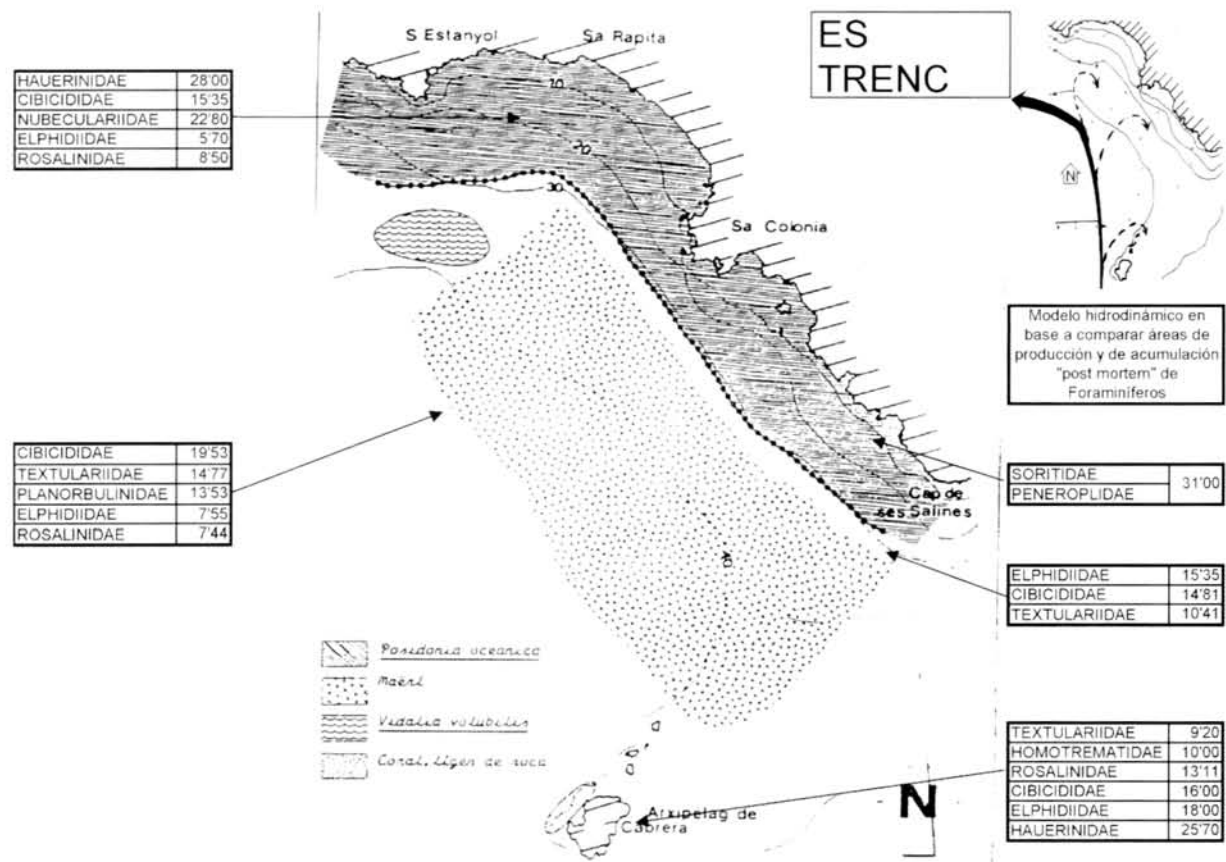 S Estanyol
Sa Rapita
ES
TRENC
HAUERINIDAE 28'00
CIBICIDIDAE 15'35
NUBECULARIIDAE 22'80
ELPHIDIIDAE 5'70
ROSALINIDAE 8'50
10
20
30
N
Sa Colonia
Modelo hidrodinámico en
base a comparar áreas de
producción y de acumulación
"post mortem" de
Foraminíferos
CIBICIDIDAE 19'53
TEXTULARIIDAE 14'77
PLANORBULINIDAE 13'53
ELPHIDIIDAE 7'55
ROSALINIDAE 7'44
SORITIDAE
PENEROPLIDAE 31'00
Cap de
ses Salines
ELPHIDIIDAE 15'35
CIBICIDIDAE 14'81
TEXTULARIIDAE 10'41
Posidonia oceanica
Maërl
Vidalia volubilis
TEXTULARIIDAE 9'20
HOMOTREMATIDAE 10'00
ROSALINIDAE 13'11
CIBICIDIDAE 16'00
ELPHIDIIDAE 18'00
HAUERINIDAE 25'70
Arxipelag de
Cabrera
N